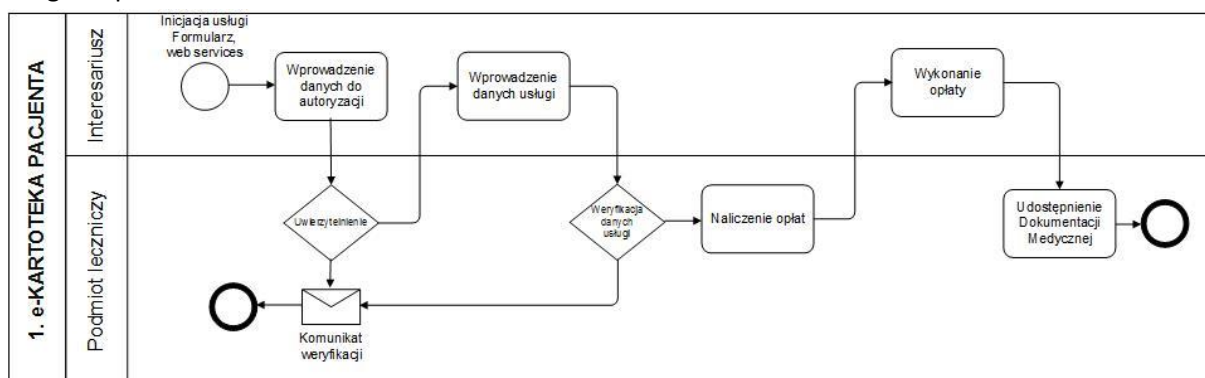 1. e-KARTOTEKA PACJENTA
Interesariusz
Inicjacja usługi
Formularz,
web services
Wprowadzenie
danych do
autoryzacji
Wprowadzenie
danych usługi
Wykonanie
opłaty
Podmiot leczniczy
Uwierzytelnienie
Weryfikacja
danych
usługi
Naliczenie opłat
Udostępnienie
Dokumentacji
Medycznej
Komunikat
weryfikacji